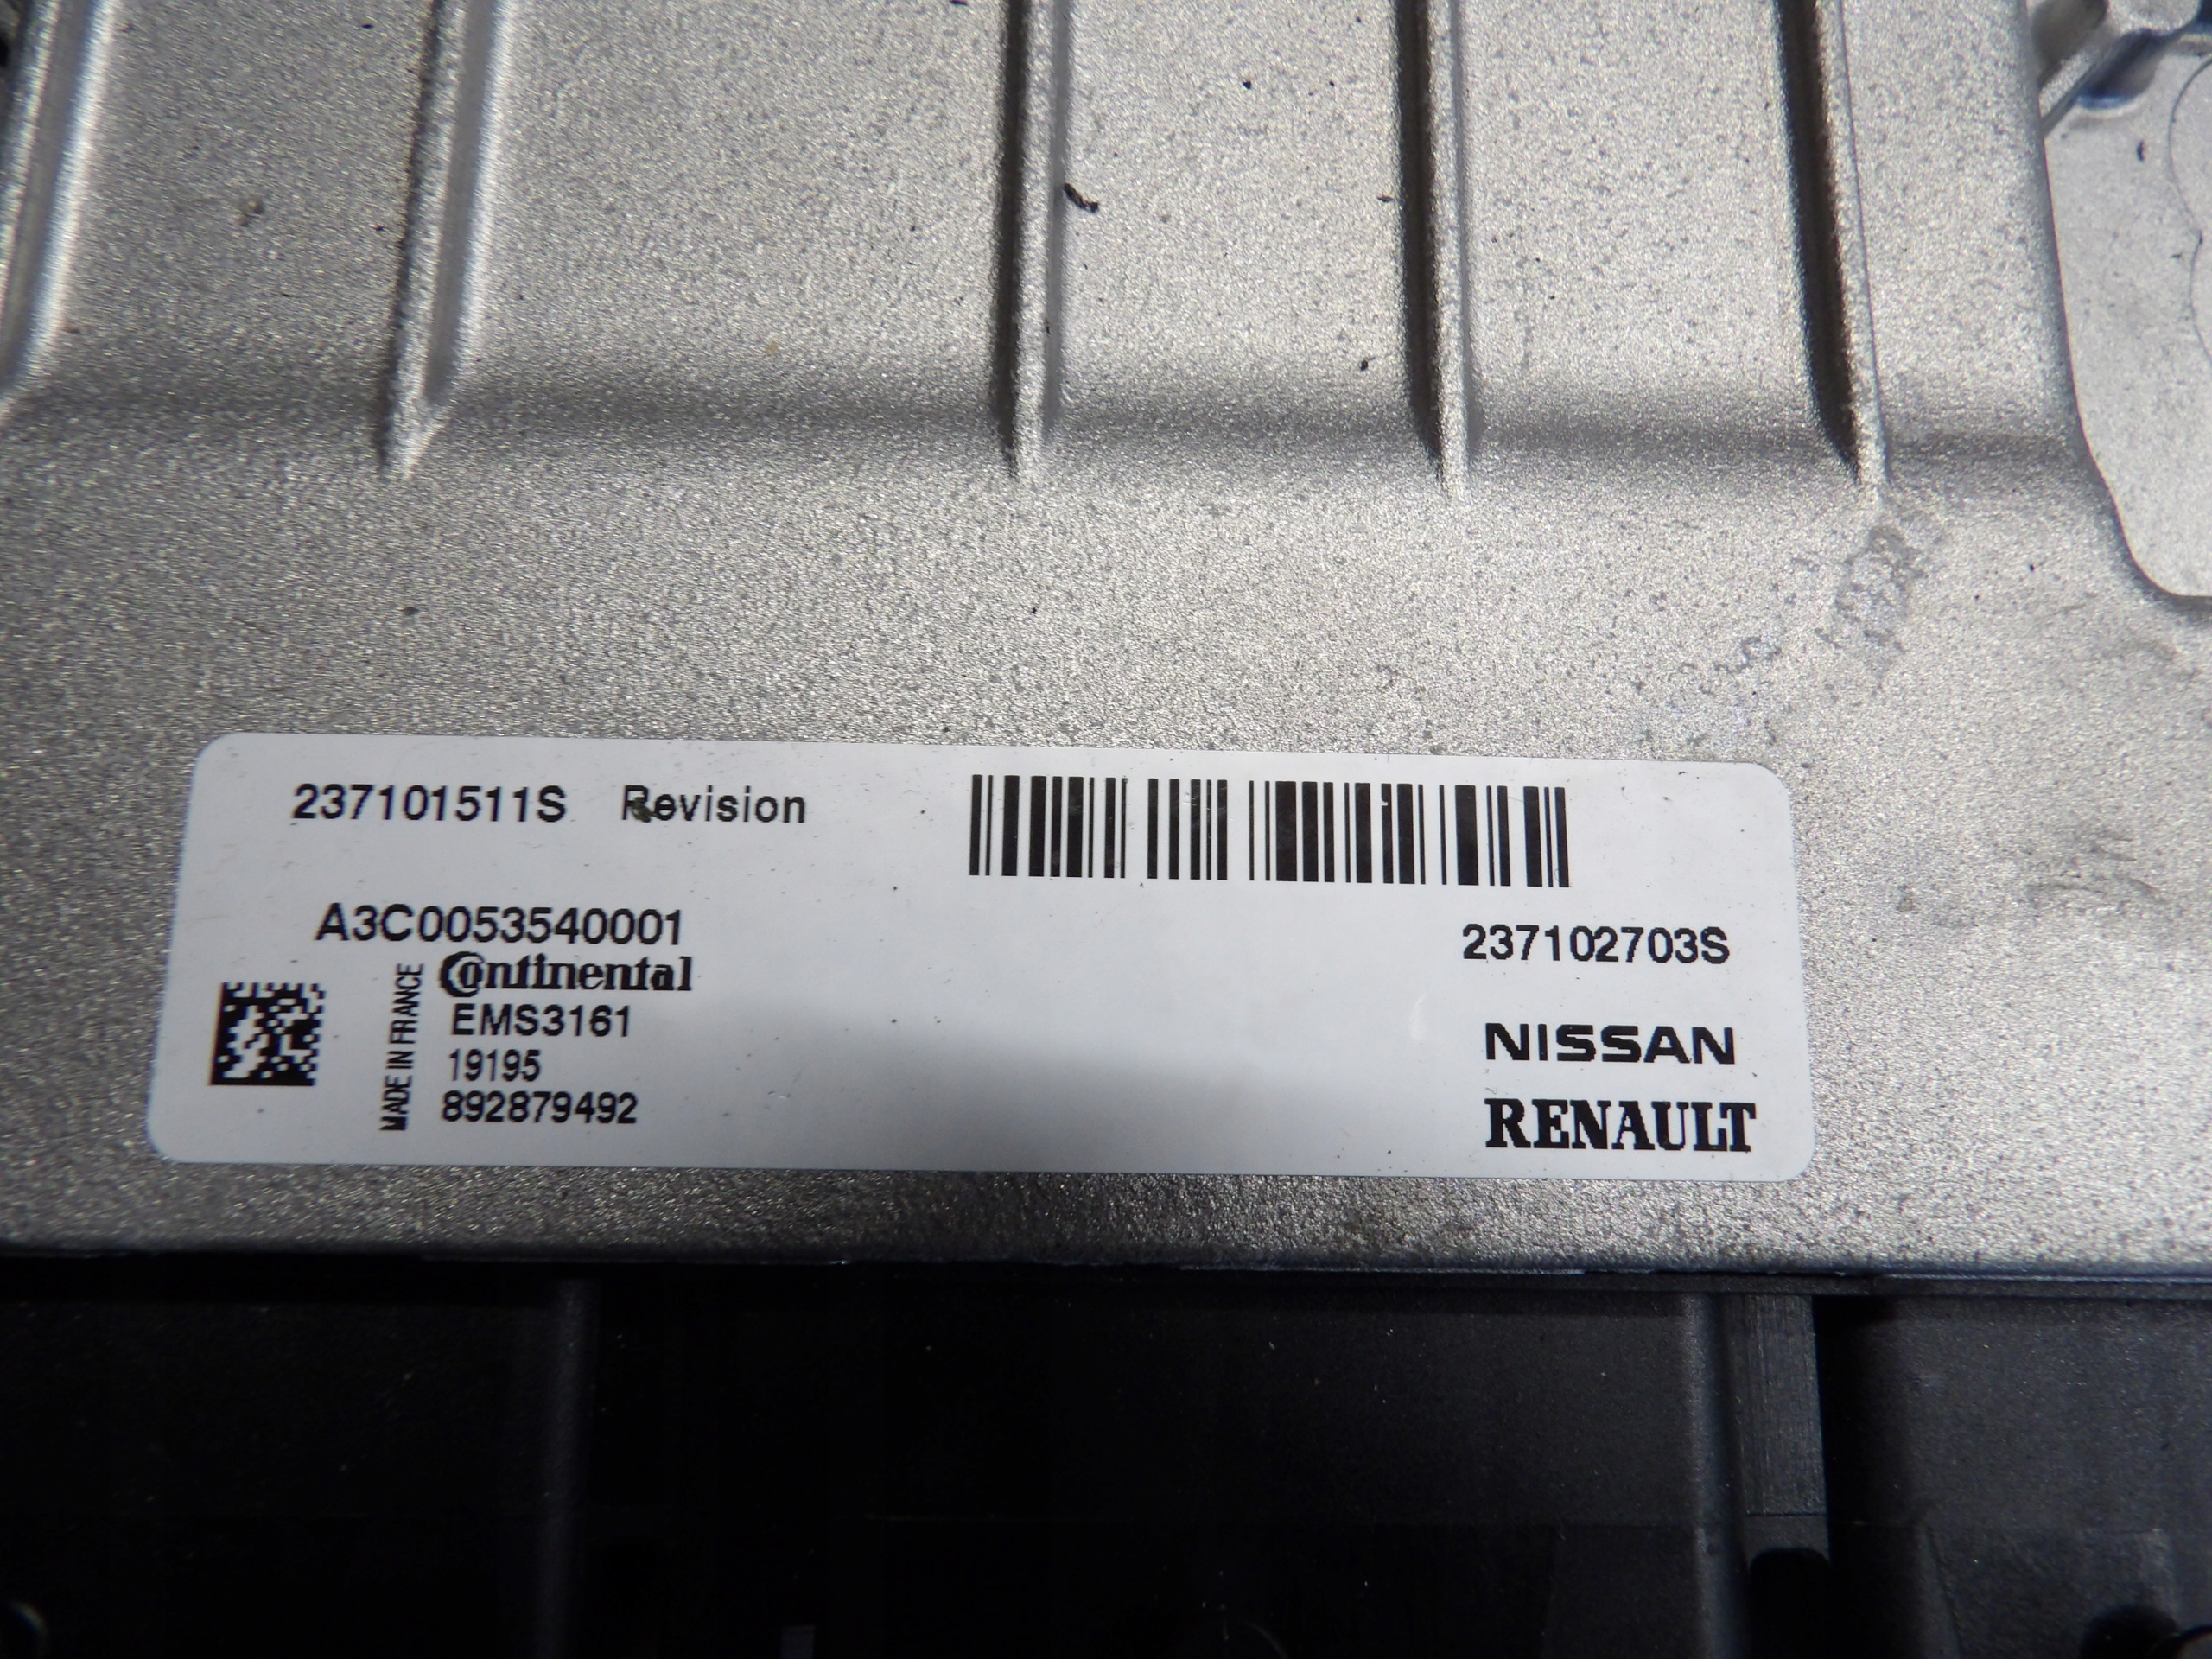 237101511S Revision
A3C0053540001
237102703S
MADE IN FRANCE
Continental
EMS3161
19195
892879492
NISSAN
RENAULT